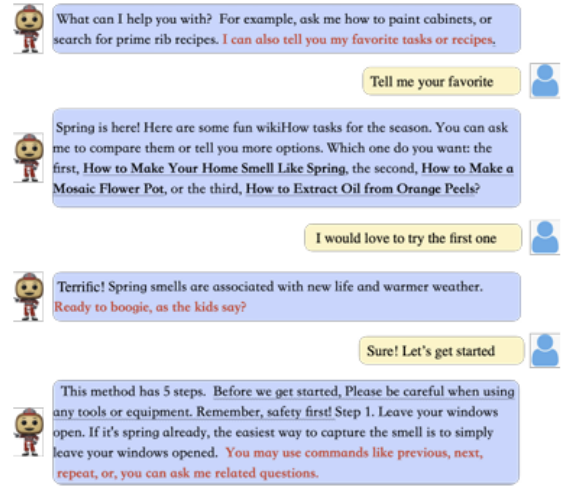 What can I help you with? For example, ask me how to paint cabinets, or
search for prime rib recipes. I can also tell you my favorite tasks or recipes.
Tell me your favorite
Spring is here! Here are some fun wikiHow tasks for the season. You can ask
me to compare them or tell you more options. Which one do you want: the
first, How to Make Your Home Smell Like Spring, the second, How to Make a
Mosaic Flower Pot, or the third, How to Extract Oil from Orange Peels?
I would love to try the first one
Terrific! Spring smells are associated with new life and warmer weather.
Ready to boogie, as the kids say?
Sure! Let's get started
This method has 5 steps. Before we get started, Please be careful when using
any tools or equipment. Remember, safety first! Step 1. Leave your windows
open. If it's spring already, the easiest way to capture the smell is to simply
leave your windows opened. You may use commands like previous, next,
repeat, or, you can ask me related questions.